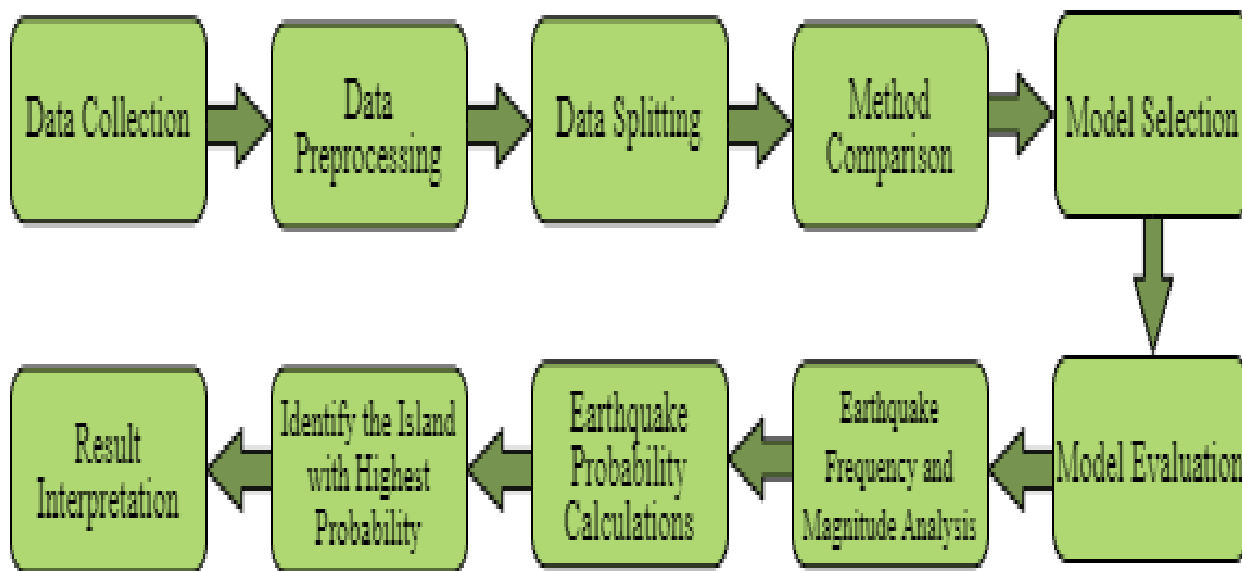 Data Collection
Data
Preprocessing
Data Splitting
Method
Comparison
Model Selection
Model Evaluation
Earthquake
Frequency and
Magnitude Analysis
Earthquake
Probability
Calculations
Identify the Island
with Highest
Probability
Result
Interpretation